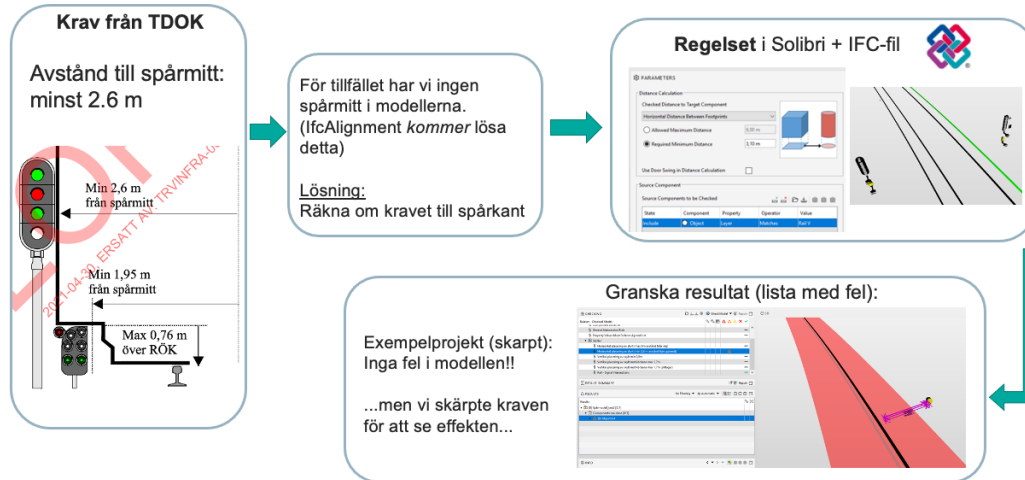 Krav från TDOK
Avstånd till spårmitt:
minst 2.6 m
Min 2,6 m
från spårmitt
Min 1,95 m
från spårmitt
Max 0,76 m
över RÖK
ERSATT AV. TRVINFRA-0
För tillfället har vi ingen
spårmitt i modellerna.
(IfcAlignment kommer lösa
detta)
Lösning:
Räkna om kravet till spårkant
Regelset i Solibri + IFC-fil
PARAMETERS
Distance Calculation
Checked Distance to Target Component
Horizontal Distance Between Footprints
Allowed Maximum Distance
Required Minimum Distance
Use Door Swing in Distance Calculation
Source Component
Source Components to be Checked
State Component Property Operator Value
Include Object Layer Matches
Granska resultat (lista med fel):
Exempelprojekt (skarpt):
Inga fel i modellen!!
...men vi skärpte kraven
för att se effekten...